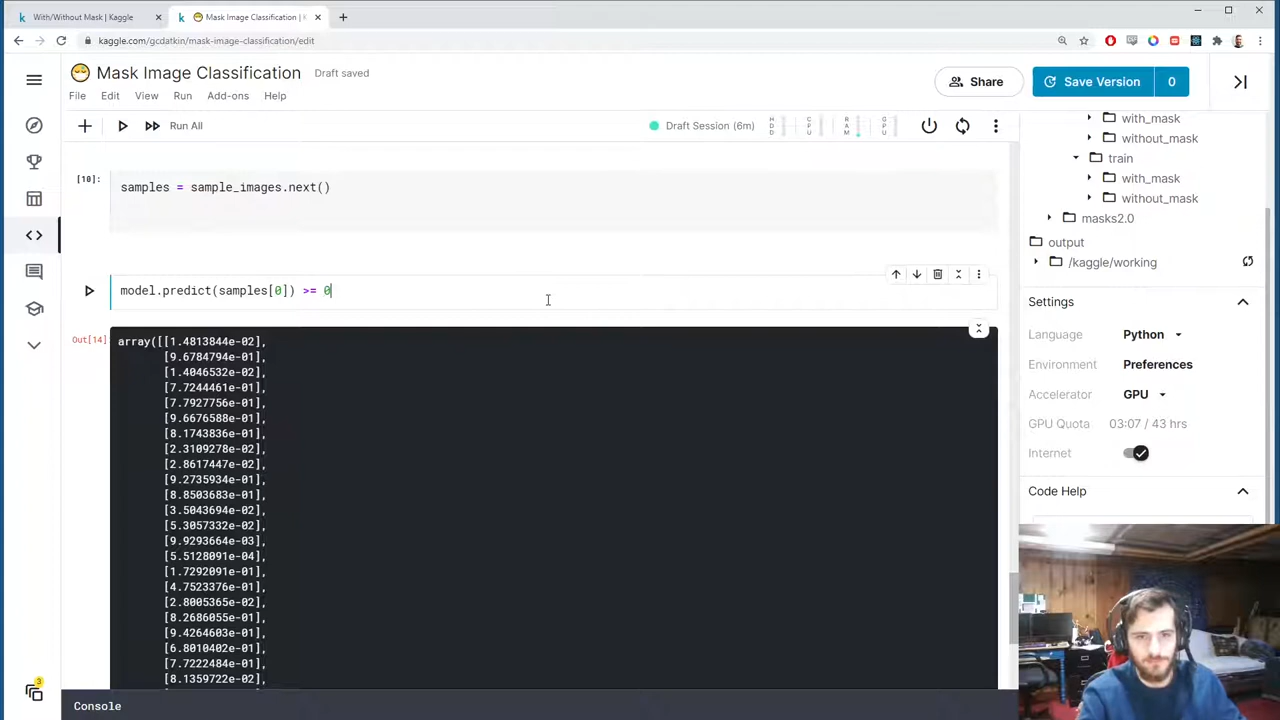 With/Without Mask | Kaggle
Mask Image Classification | K
kaggle.com/gcdatkin/mask-image-classification/edit
Mask Image Classification
Draft saved
Share
Save Version
0
File
Edit
View
Run
Add-ons
Help
Run All
Draft Session (6m)
HDD
CPU
RAM
GPU
[10]:
samples = sample_images.next()
model.predict(samples[0]) >= 0
Out[14]:
array([[1.4813844e-02],
[9.6784794e-01],
[1.4046532e-02],
[7.7244461e-01],
[7.7927756e-01],
[9.6676588e-01],
[8.1743836e-01],
[2.3109278e-02],
[2.8617447e-02],
[9.2735934e-01],
[8.8503683e-01],
[3.5043694e-02],
[5.3057332e-02],
[9.9293664e-03],
[5.5128091e-04],
[1.7292091e-01],
[4.7523376e-01],
[2.8005365e-02],
[8.2686055e-01],
[9.4264603e-01],
[6.8010402e-01],
[7.7222484e-01],
[8.1359722e-02],
Console
with_mask
without_mask
train
with_mask
without_mask
masks2.0
output
/kaggle/working
Settings
Language
Python
Environment
Preferences
Accelerator
GPU
GPU Quota
03:07 / 43 hrs
Internet
Code Help
3